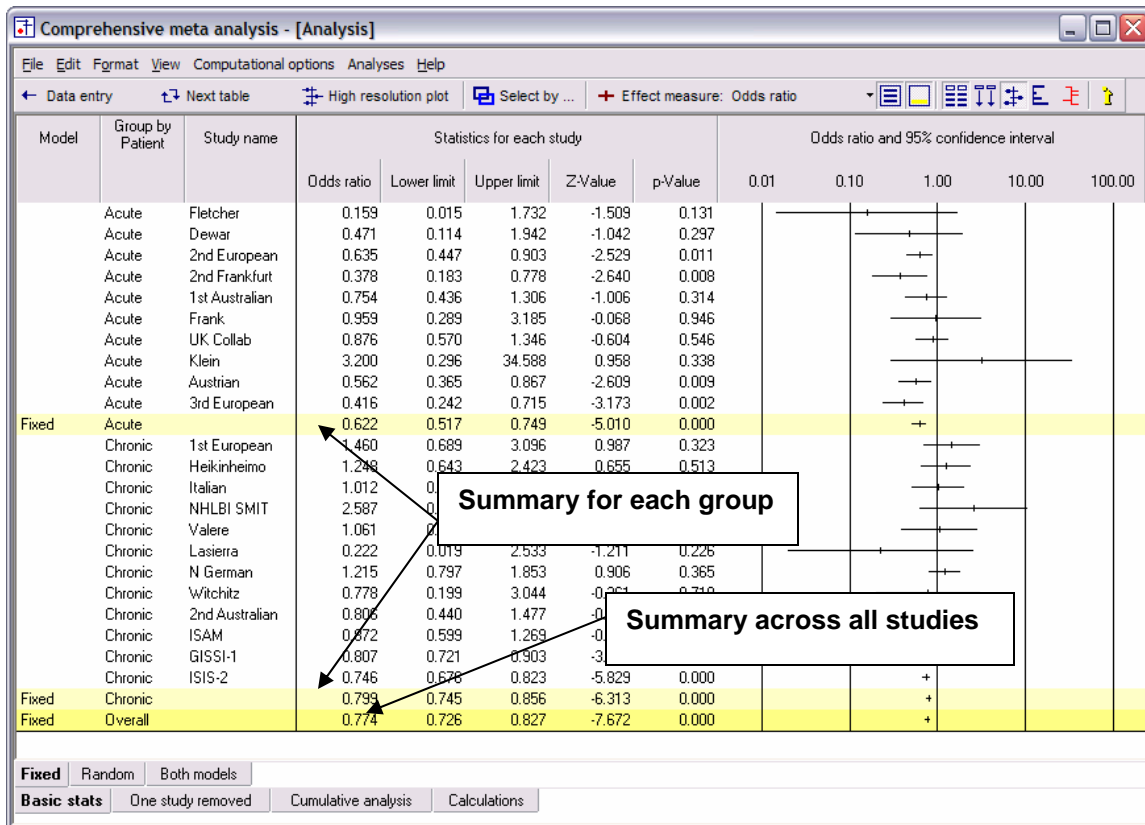 Comprehensive meta analysis - [Analysis]
File Edit Format View Computational options Analyses Help
Data entry Next table High resolution plot Select by ... Effect measure: Odds ratio
Model Group by Patient Study name Statistics for each study Odds ratio and 95% confidence interval
Odds ratio Lower limit Upper limit Z-Value p-Value 0.01 0.10 1.00 10.00 100.00
Acute Fletcher 0.159 0.015 1.732 -1.509 0.131
Acute Dewar 0.471 0.114 1.942 -1.042 0.297
Acute 2nd European 0.635 0.447 0.903 -2.529 0.011
Acute 2nd Frankfurt 0.378 0.183 0.778 -2.640 0.008
Acute 1st Australian 0.754 0.436 1.306 -1.006 0.314
Acute Frank 0.959 0.289 3.185 -0.068 0.946
Acute UK Collab 0.876 0.570 1.346 -0.604 0.546
Acute Klein 3.200 0.296 34.588 0.958 0.338
Acute Austrian 0.562 0.365 0.867 -2.609 0.009
Acute 3rd European 0.416 0.242 0.715 -3.173 0.002
Fixed Acute 0.622 0.517 0.749 -5.010 0.000
Chronic 1st European 1.460 0.689 3.096 0.987 0.323
Chronic Heikinheimo 1.248 0.643 2.423 0.655 0.513
Chronic Italian 1.012
Chronic NHLBI SMIT 2.587
Summary for each group
Chronic Valere 1.061
Chronic Lasierra 0.222 0.019 2.533 -1.211 0.226
Chronic N German 1.215 0.797 1.853 0.906 0.365
Chronic Witchitz 0.778 0.199 3.044
Chronic 2nd Australian 0.806 0.440 1.477
Summary across all studies
Chronic ISAM 0.872 0.599 1.269
Chronic GISSI-1 0.807 0.721 0.903
Chronic ISIS-2 0.746 0.676 0.823 -5.829 0.000
Fixed Chronic 0.799 0.745 0.856 -6.313 0.000
Fixed Overall 0.774 0.726 0.827 -7.672 0.000
Fixed Random Both models
Basic stats One study removed Cumulative analysis Calculations